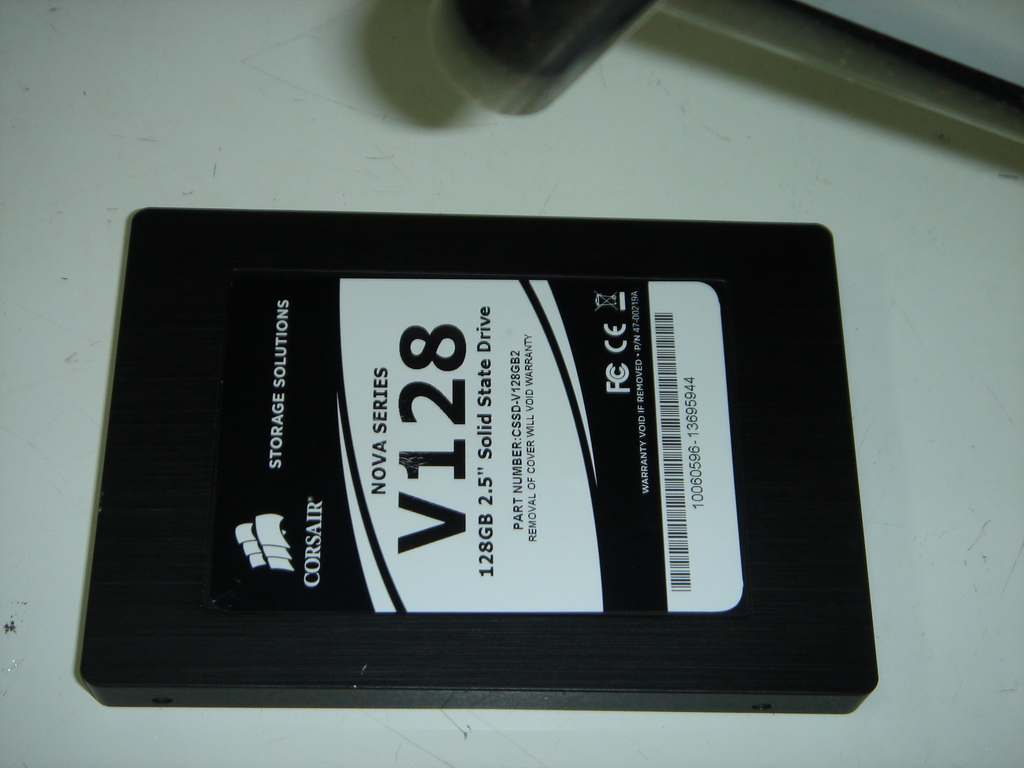 CORSAIR®
STORAGE SOLUTIONS
NOVA SERIES
V128
128GB 2.5" Solid State Drive
PART NUMBER:CSSD-V128GB2
REMOVAL OF COVER WILL VOID WARRANTY
FC CE
WARRANTY VOID IF REMOVED • P/N 47-00219A
10060596-13695944